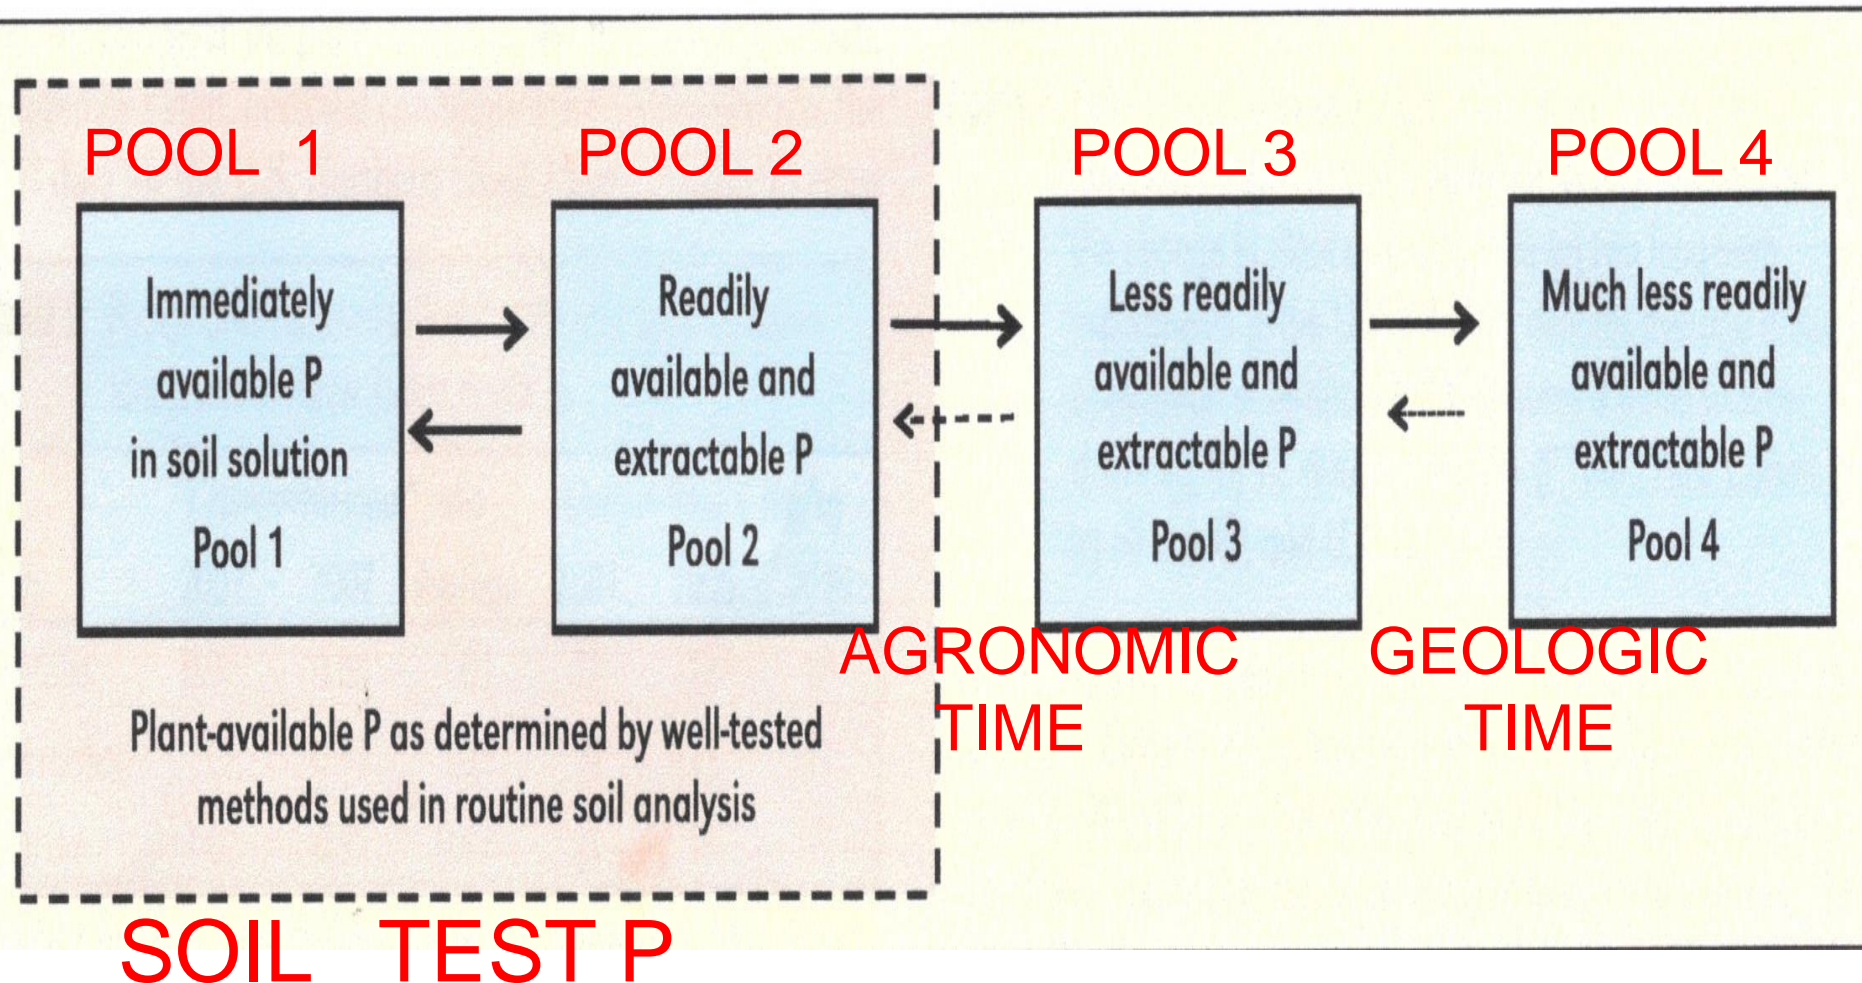 POOL 1
POOL 2
POOL 3
POOL 4
Immediately
available P
in soil solution
Pool 1
Readily
available and
extractable P
Pool 2
Less readily
available and
extractable P
Pool 3
Much less readily
available and
extractable P
Pool 4
AGRONOMIC
TIME
GEOLOGIC
TIME
Plant-available P as determined by well-tested
methods used in routine soil analysis
SOIL TEST P